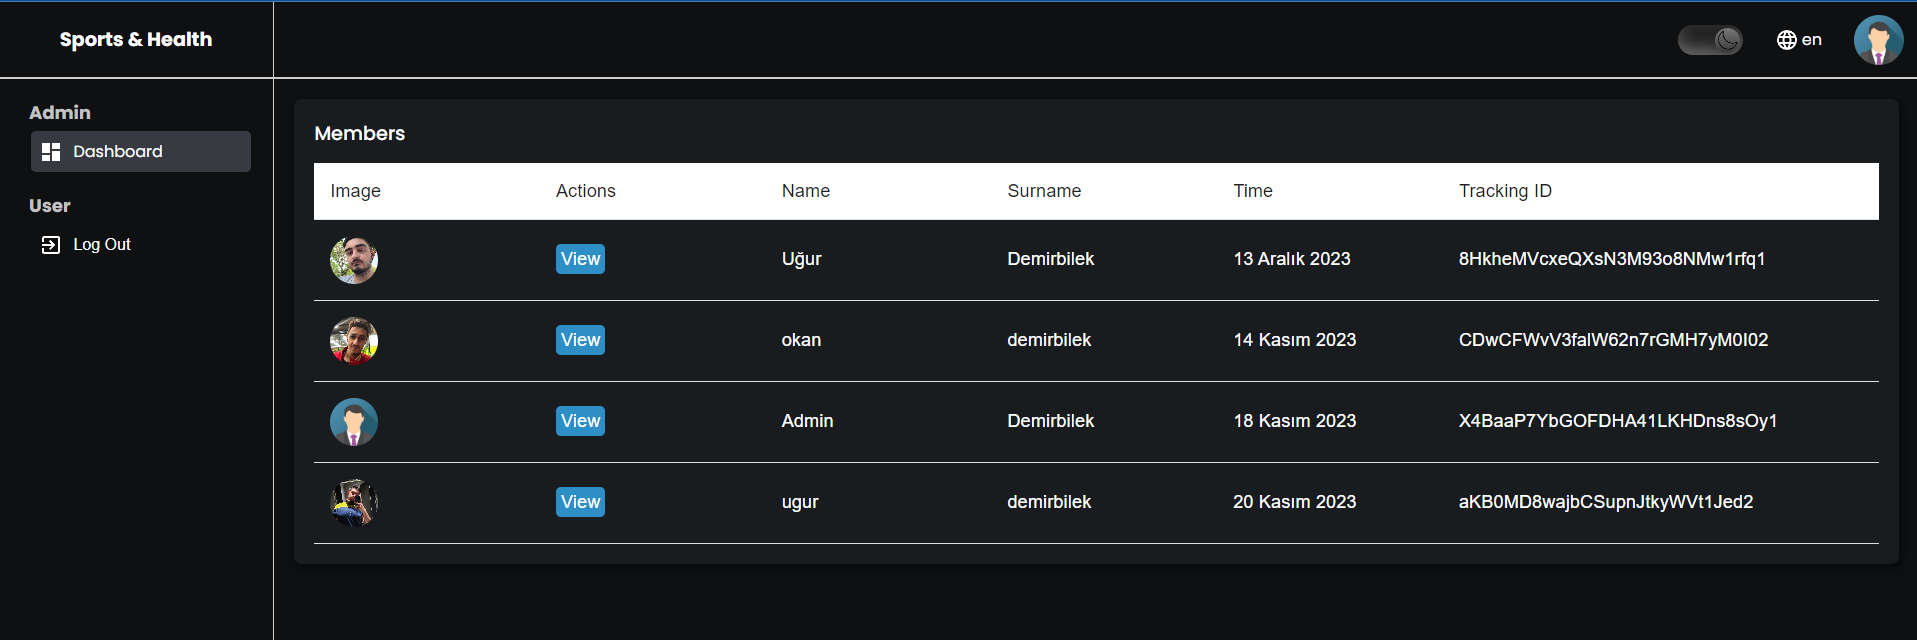 Sports & Health
en
Admin
Dashboard
User
Log Out
Members
Image Actions Name Surname Time Tracking ID
View Uğur Demirbilek 13 Aralık 2023 8HkheMVcxeQXsN3M93o8NMw1rfq1
View okan demirbilek 14 Kasım 2023 CDwCFWvV3falW62n7rGMH7yM0I02
View Admin Demirbilek 18 Kasım 2023 X4BaaP7YbGOFDHA41LKHDns8sOy1
View ugur demirbilek 20 Kasım 2023 aKB0MD8wajbCSupnJtkyWVt1Jed2